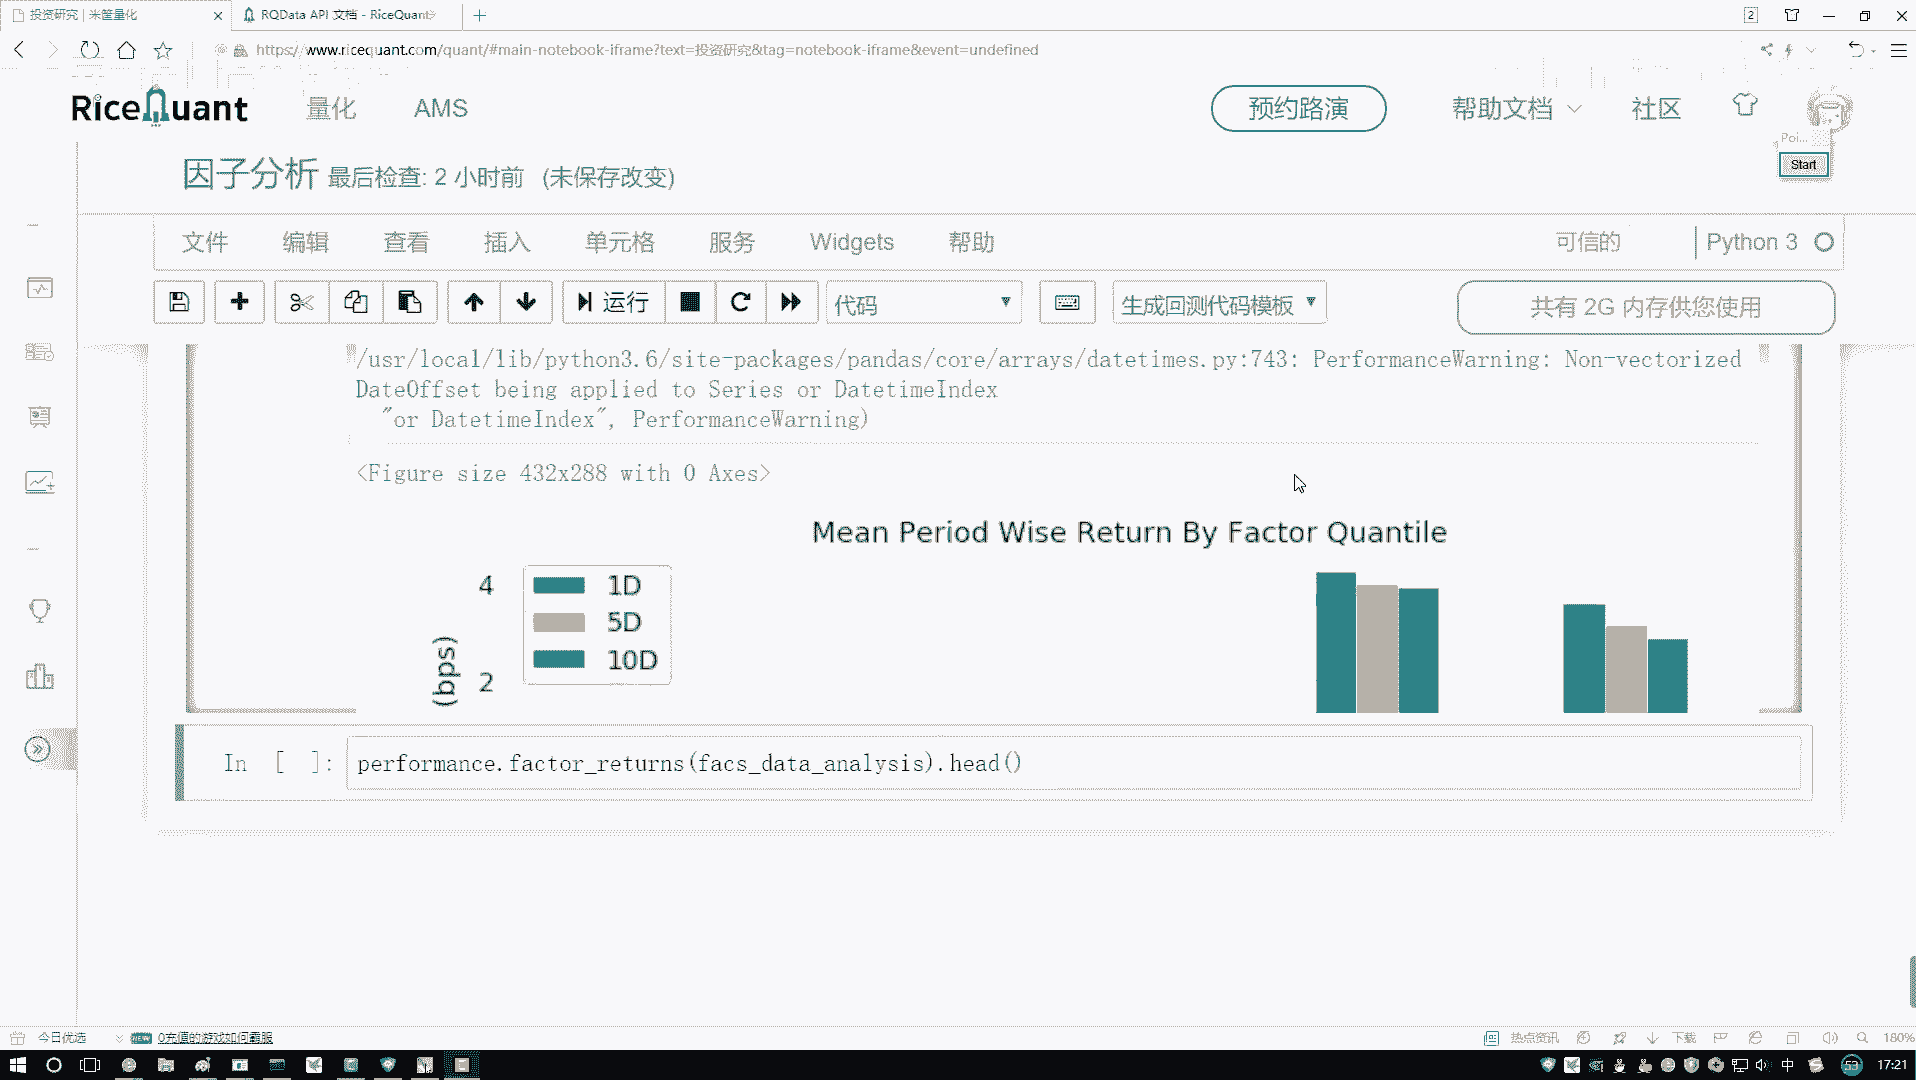 投资研究 | 米筐量化
RQData API 文档 - RiceQuant
2
https://www.ricequant.com/quant/#main-notebook-iframe?text=投资研究&tag=notebook-iframe&event=undefined
RiceQuant
量化
AMS
预约路演
帮助文档
社区
Poi...
Start
因子分析 最后检查: 2 小时前 (未保存改变)
文件
编辑
查看
插入
单元格
服务
Widgets
帮助
可信的
Python 3
运行
代码
生成回测代码模板
共有 2G 内存供您使用
/usr/local/lib/python3.6/site-packages/pandas/core/arrays/datetimes.py:743: PerformanceWarning: Non-vectorized
DateOffset being applied to Series or DatetimeIndex
"or DatetimeIndex", PerformanceWarning)
<Figure size 432x288 with 0 Axes>
Mean Period Wise Return By Factor Quantile
4
1D
5D
10D
(bps)
2
In [ ]: performance.factor_returns(facs_data_analysis).head()
今日优选
NEW
0充值的游戏如何霸服
热点资讯
下载
180%
中
53
17:21